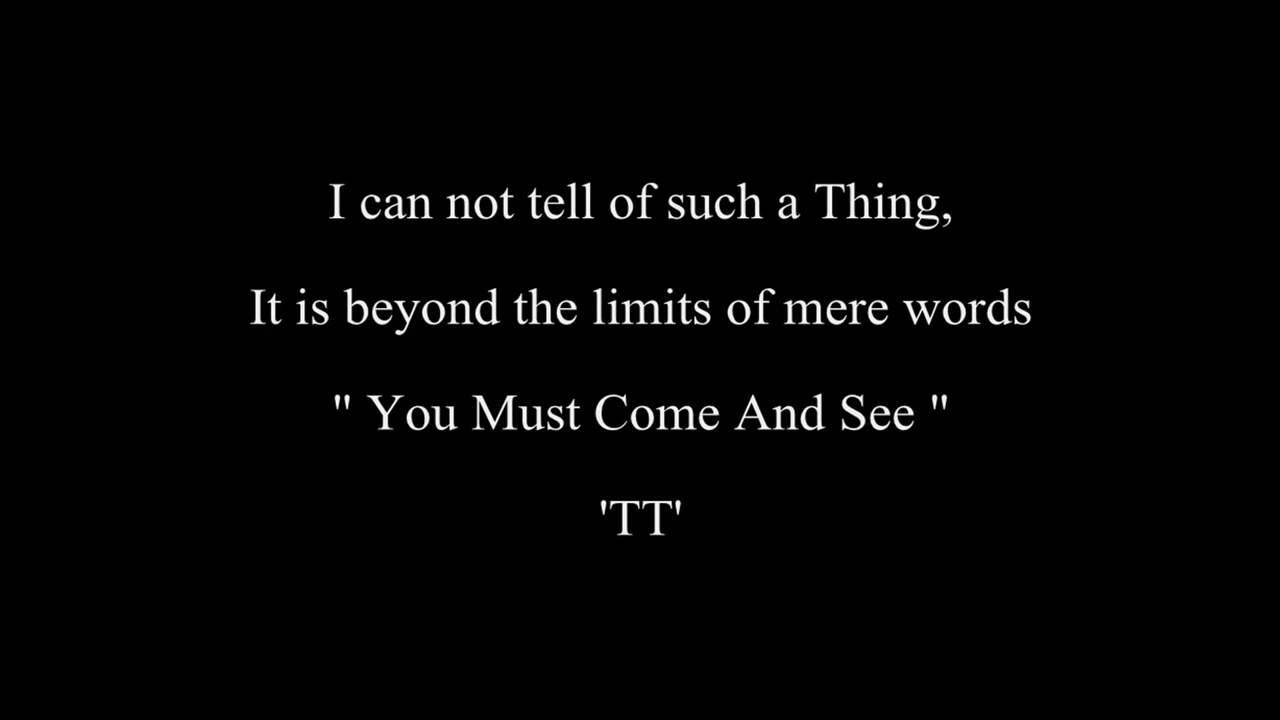 I can not tell of such a Thing,
It is beyond the limits of mere words
" You Must Come And See "
'TT'